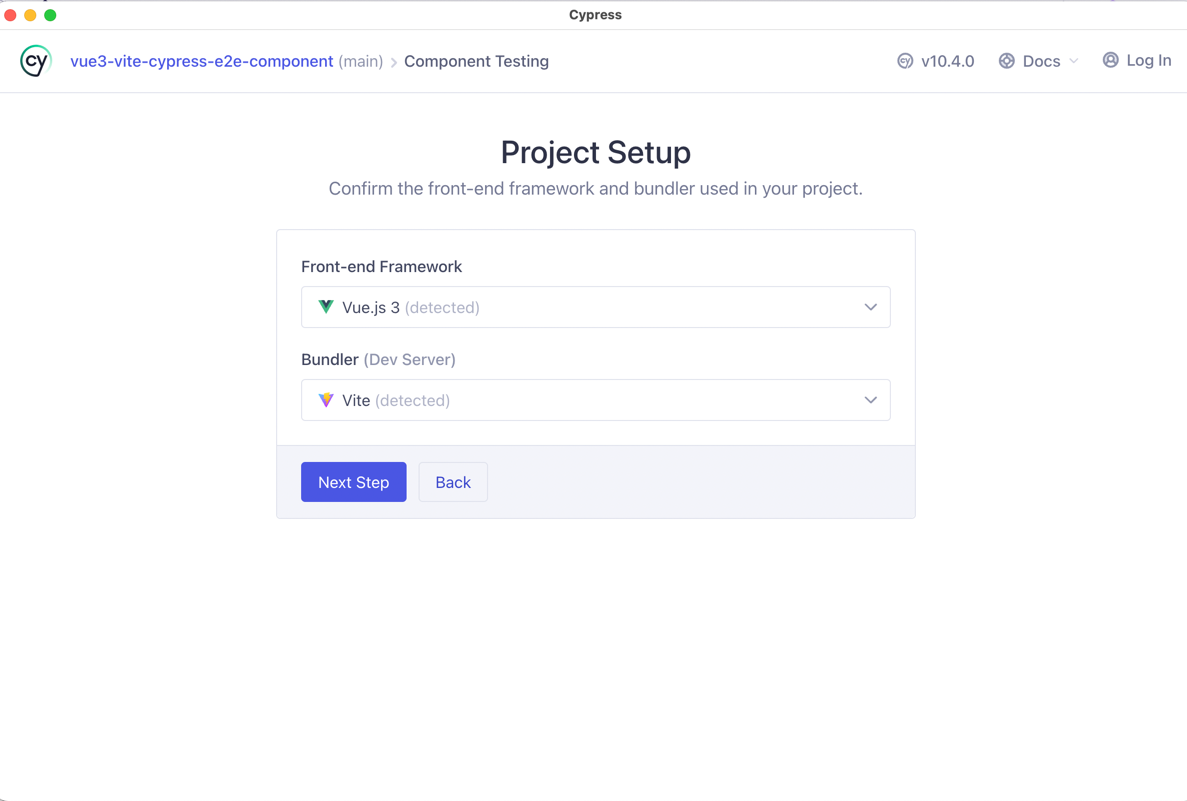 Cypress
cy vue3-vite-cypress-e2e-component (main) > Component Testing cy v10.4.0 Docs Log In
Project Setup
Confirm the front-end framework and bundler used in your project.
Front-end Framework
Vue.js 3 (detected)
Bundler (Dev Server)
Vite (detected)
Next Step Back